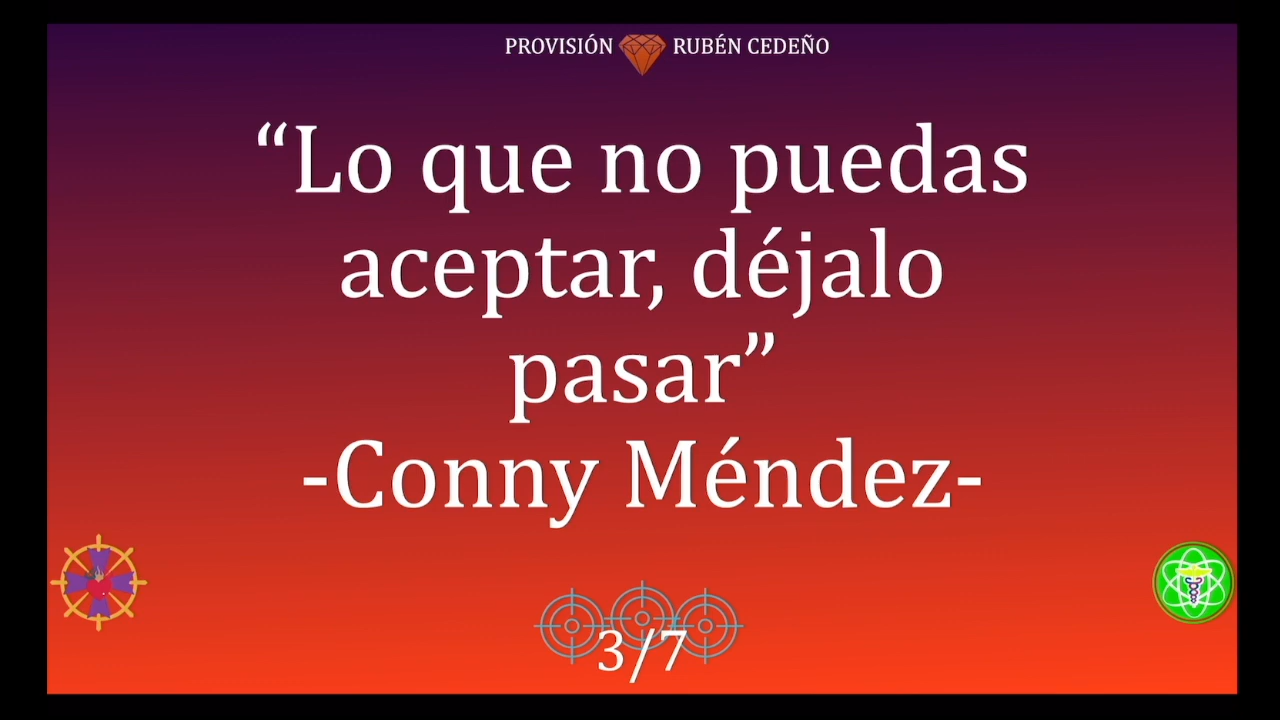 PROVISIÓN RUBÉN CEDEÑO
“Lo que no puedas
aceptar, déjalo
pasar”
-Conny Méndez-
3/7